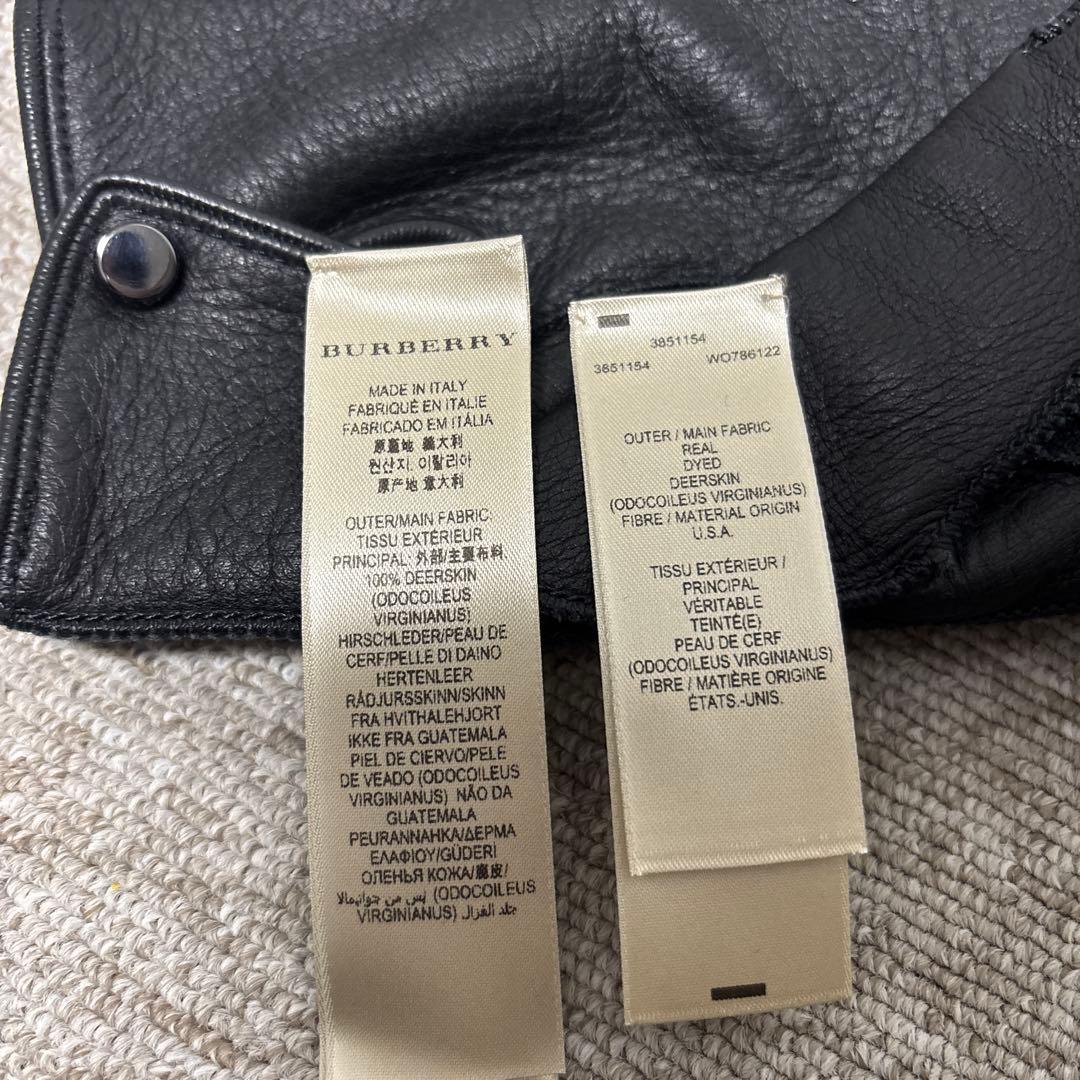 BURBERRY
MADE IN ITALY
FABRIQUÉ EN ITALIE
FABRICADO EM ITÁLIA
原產地 義大利
원산지. 이탈리아
原产地 意大利
OUTER/MAIN FABRIC:
TISSU EXTÉRIEUR
PRINCIPAL: 外部/主要布料.
100% DEERSKIN
(ODOCOILEUS
VIRGINIANUS)
HIRSCHLEDER/PEAU DE
CERF/PELLE DI DAINO
HERTENLEER
RÅDJURSSKINN/SKINN
FRA HVITHALEHJORT
IKKE FRA GUATEMALA
PIEL DE CIERVO/PELE
DE VEADO (ODOCOILEUS
VIRGINIANUS) NÃO DA
GUATEMALA
PEURANNAHKA/ΔΕΡΜΑ
ΕΛΑΦΙΟΥ/GÜDERİ
ОЛЕНЬЯ КОЖА/鹿皮/
(ODOCOILEUS ليس من جواتيمالا
VIRGINIANUS) جلد الغزال
3851154
3851154 WO786122
OUTER / MAIN FABRIC
REAL
DYED
DEERSKIN
(ODOCOILEUS VIRGINIANUS)
FIBRE / MATERIAL ORIGIN
U.S.A.
TISSU EXTÉRIEUR /
PRINCIPAL
VÉRITABLE
TEINTÉ(E)
PEAU DE CERF
(ODOCOILEUS VIRGINIANUS)
FIBRE / MATIÈRE ORIGINE
ÉTATS.-UNIS.